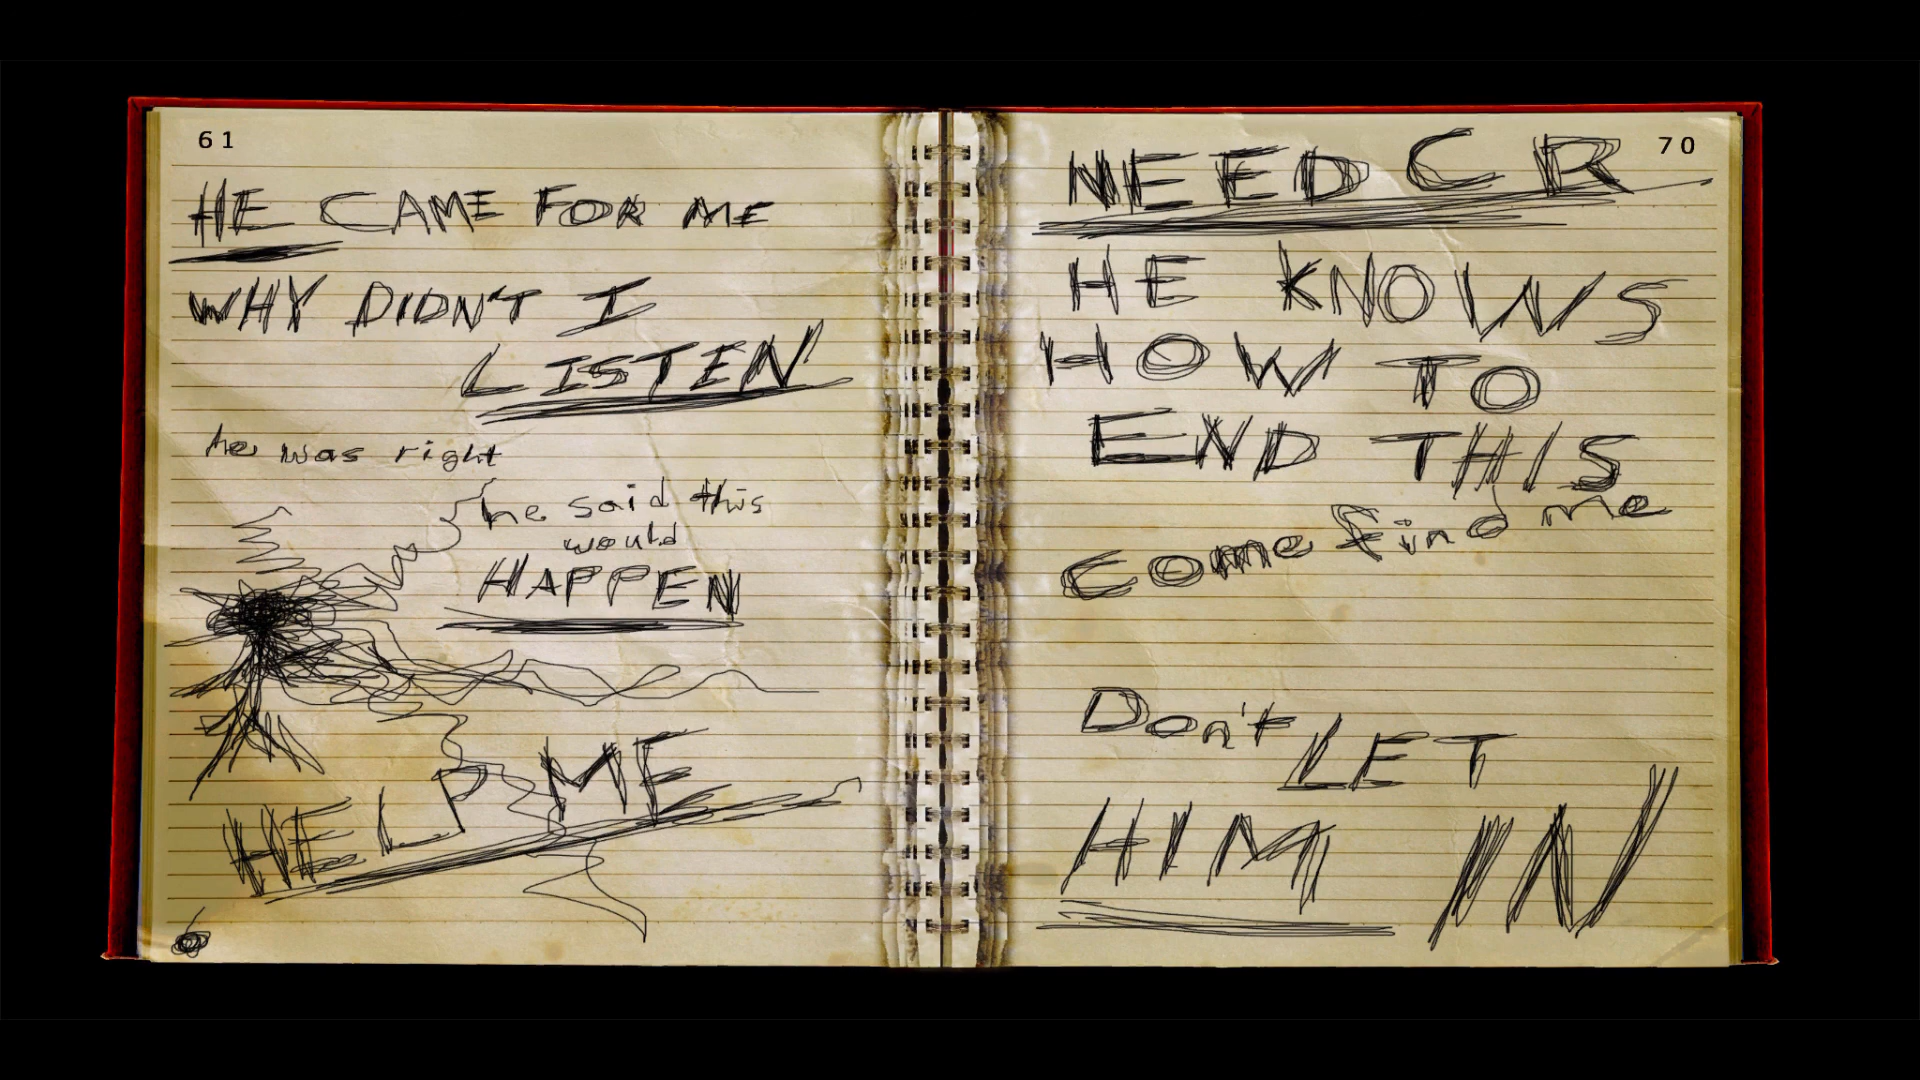 61
HE CAME FOR ME
WHY DIDN'T I
LISTEN
he was right
he said this
would
HAPPEN
HELP ME
70
NEED CR
HE KNOWS
HOW TO
END THIS
come find me
Don't LET
HIM IN